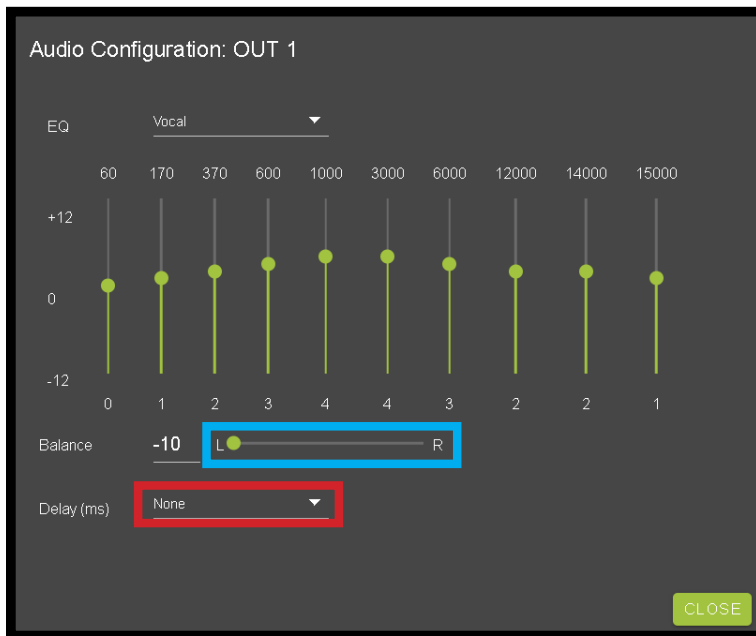 Audio Configuration: OUT 1
EQ Vocal
60 170 370 600 1000 3000 6000 12000 14000 15000
+12
0
-12
0 1 2 3 4 4 3 2 2 1
Balance -10 L R
Delay (ms) None
CLOSE